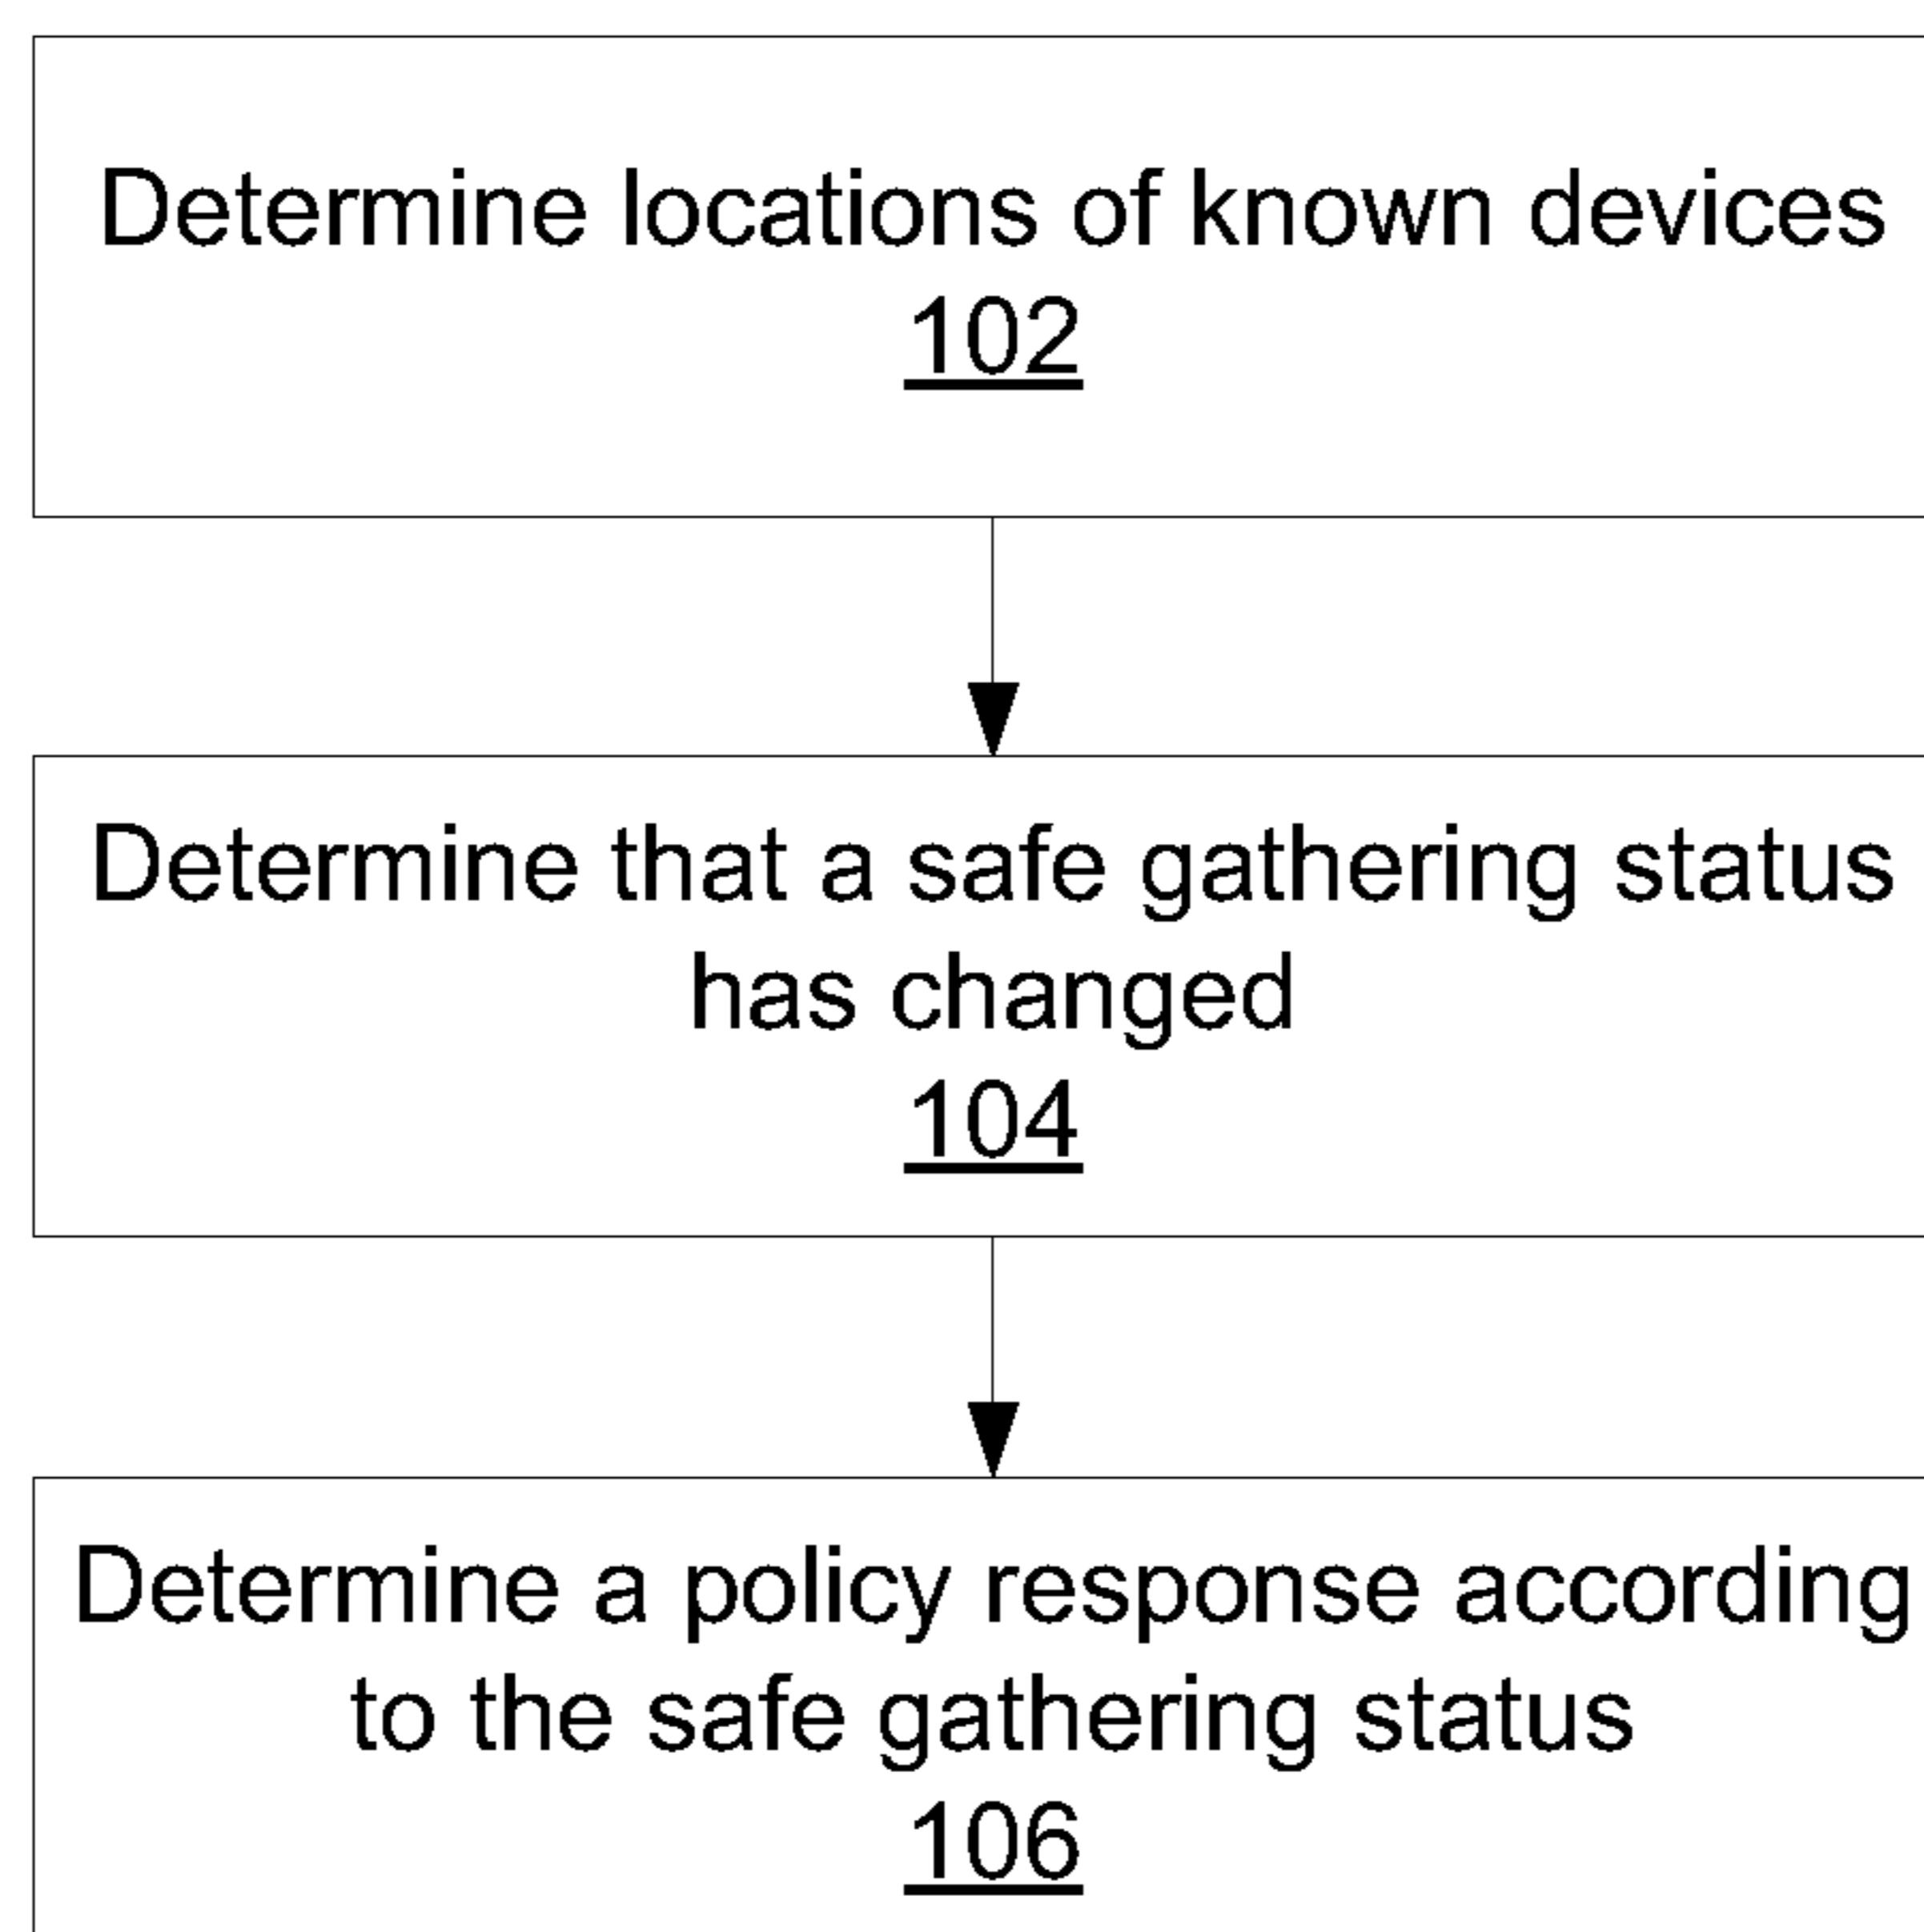 Determine locations of known devices
102
Determine that a safe gathering status
has changed
104
Determine a policy response according
to the safe gathering status
106